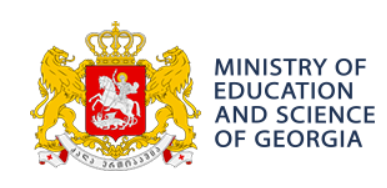 MINISTRY OF
EDUCATION
AND SCIENCE
OF GEORGIA